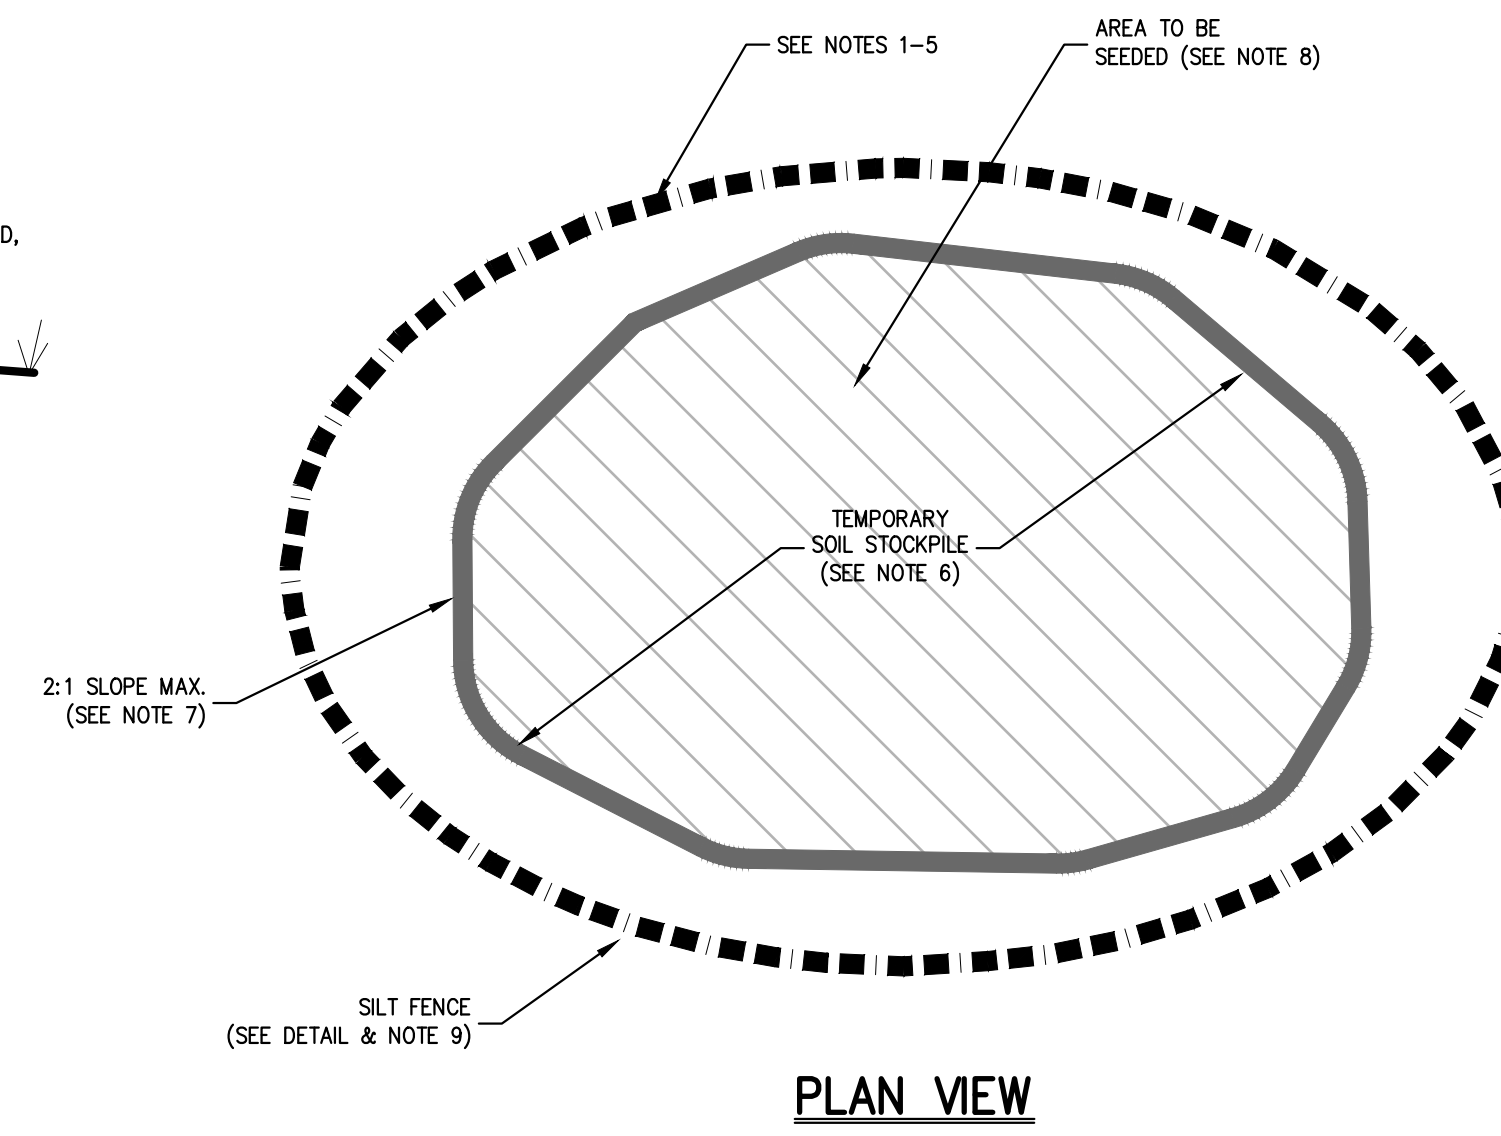 SEE NOTES 1-5
AREA TO BE
SEEDED (SEE NOTE 8)
D,
TEMPORARY
SOIL STOCKPILE
(SEE NOTE 6)
2:1 SLOPE MAX.
(SEE NOTE 7)
SILT FENCE
(SEE DETAIL & NOTE 9)
PLAN VIEW